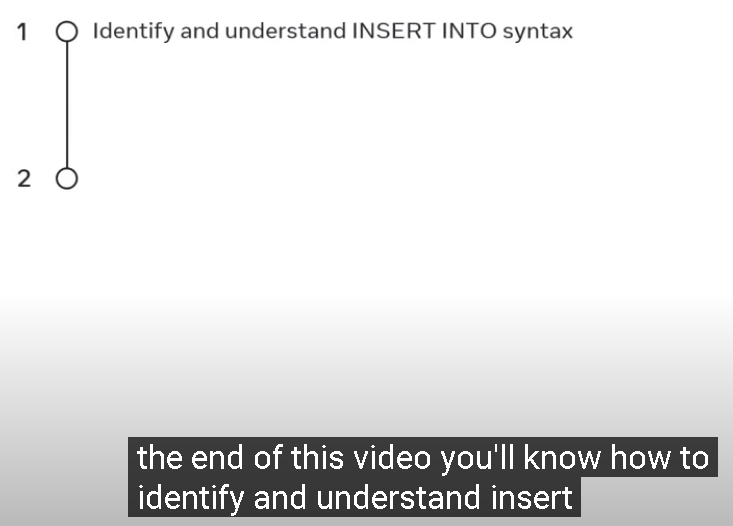 1 Identify and understand INSERT INTO syntax
2
the end of this video you'll know how to
identify and understand insert